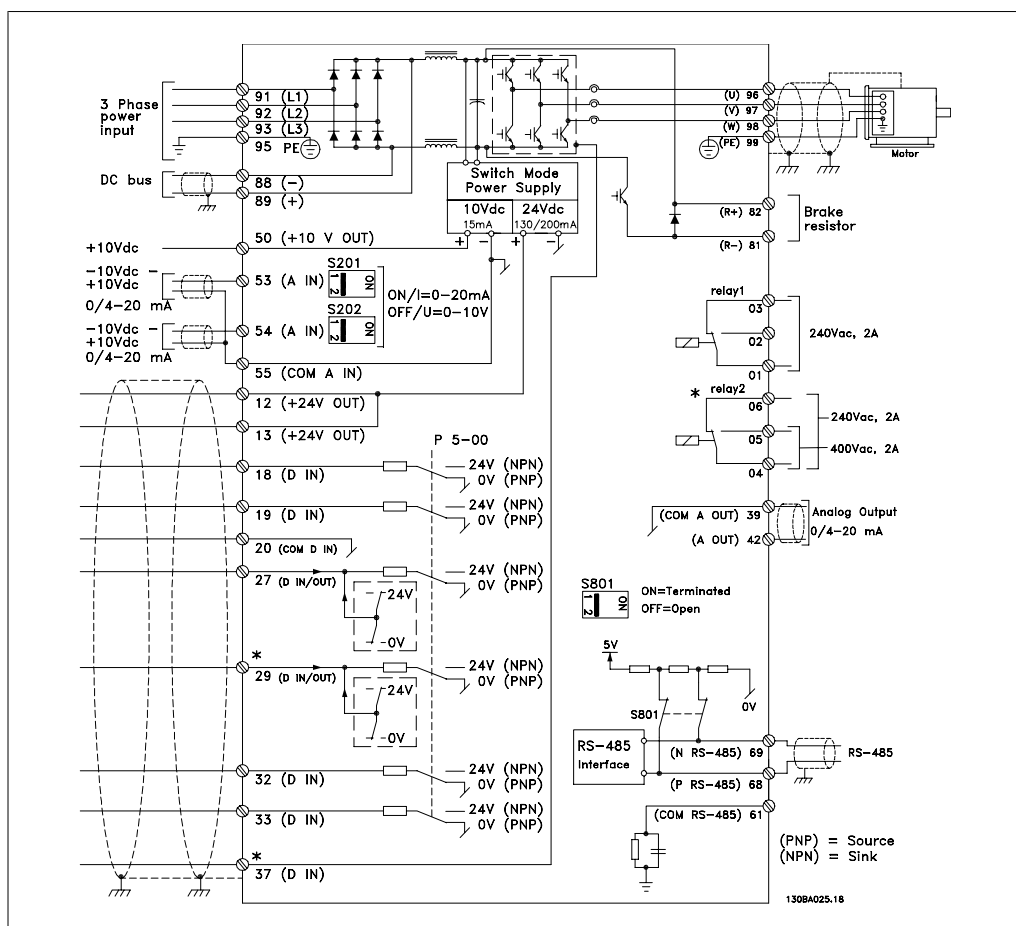 3 Phase
power
input
91 (L1)
92 (L2)
93 (L3)
95 PE
DC bus
88 (-)
89 (+)
+10Vdc
50 (+10 V OUT)
-10Vdc -
+10Vdc
0/4-20 mA
53 (A IN)
S201
ON
1 2
-10Vdc -
+10Vdc
0/4-20 mA
54 (A IN)
S202
ON
1 2
ON/I=0-20mA
OFF/U=0-10V
55 (COM A IN)
12 (+24V OUT)
13 (+24V OUT)
P 5-00
18 (D IN)
24V (NPN)
0V (PNP)
19 (D IN)
24V (NPN)
0V (PNP)
20 (COM D IN)
27 (D IN/OUT)
24V (NPN)
0V (PNP)
24V
0V
*
29 (D IN/OUT)
24V (NPN)
0V (PNP)
24V
0V
32 (D IN)
24V (NPN)
0V (PNP)
33 (D IN)
24V (NPN)
0V (PNP)
*
37 (D IN)
Switch Mode
Power Supply
10Vdc
15mA
24Vdc
130/200mA
+ - + -
(U) 96
(V) 97
(W) 98
(PE) 99
Motor
(R+) 82
(R-) 81
Brake
resistor
relay1
03
02
01
240Vac, 2A
* relay2
06
05
04
240Vac, 2A
400Vac, 2A
(COM A OUT) 39
(A OUT) 42
Analog Output
0/4-20 mA
S801
ON
1 2
ON=Terminated
OFF=Open
5V
0V
S801
RS-485
Interface
(N RS-485) 69
(P RS-485) 68
(COM RS-485) 61
RS-485
(PNP) = Source
(NPN) = Sink
130BA025.18